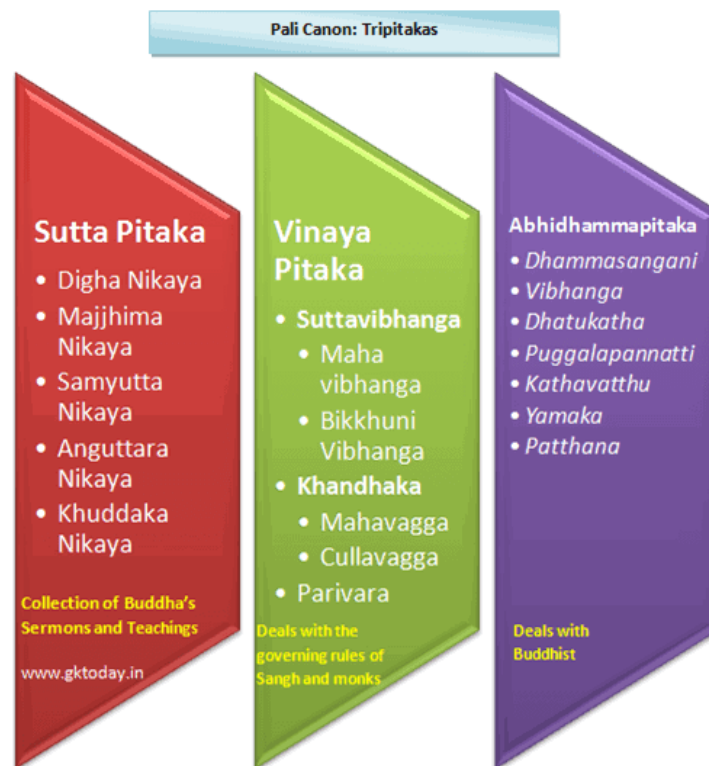 Pali Canon: Tripitakas
Sutta Pitaka
• Digha Nikaya
• Majjhima
Nikaya
• Samyutta
Nikaya
• Anguttara
Nikaya
• Khuddaka
Nikaya
Collection of Buddha's
Sermons and Teachings
www.gktoday.in
Vinaya
Pitaka
• Suttavibhanga
• Maha
vibhanga
• Bikkhuni
Vibhanga
• Khandhaka
• Mahavagga
• Cullavagga
• Parivara
Deals with the
governing rules of
Sangh and monks
Abhidhammapitaka
• Dhammasangani
• Vibhanga
• Dhatukatha
• Puggalapannatti
• Kathavatthu
• Yamaka
• Patthana
Deals with
Buddhist